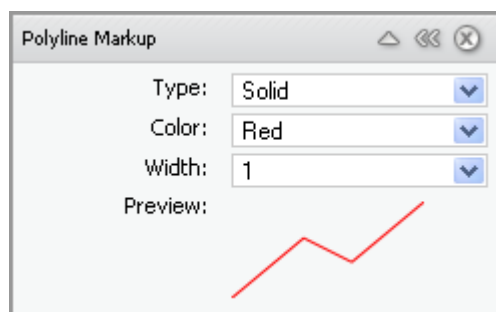 Polyline Markup
Type: Solid
Color: Red
Width: 1
Preview: